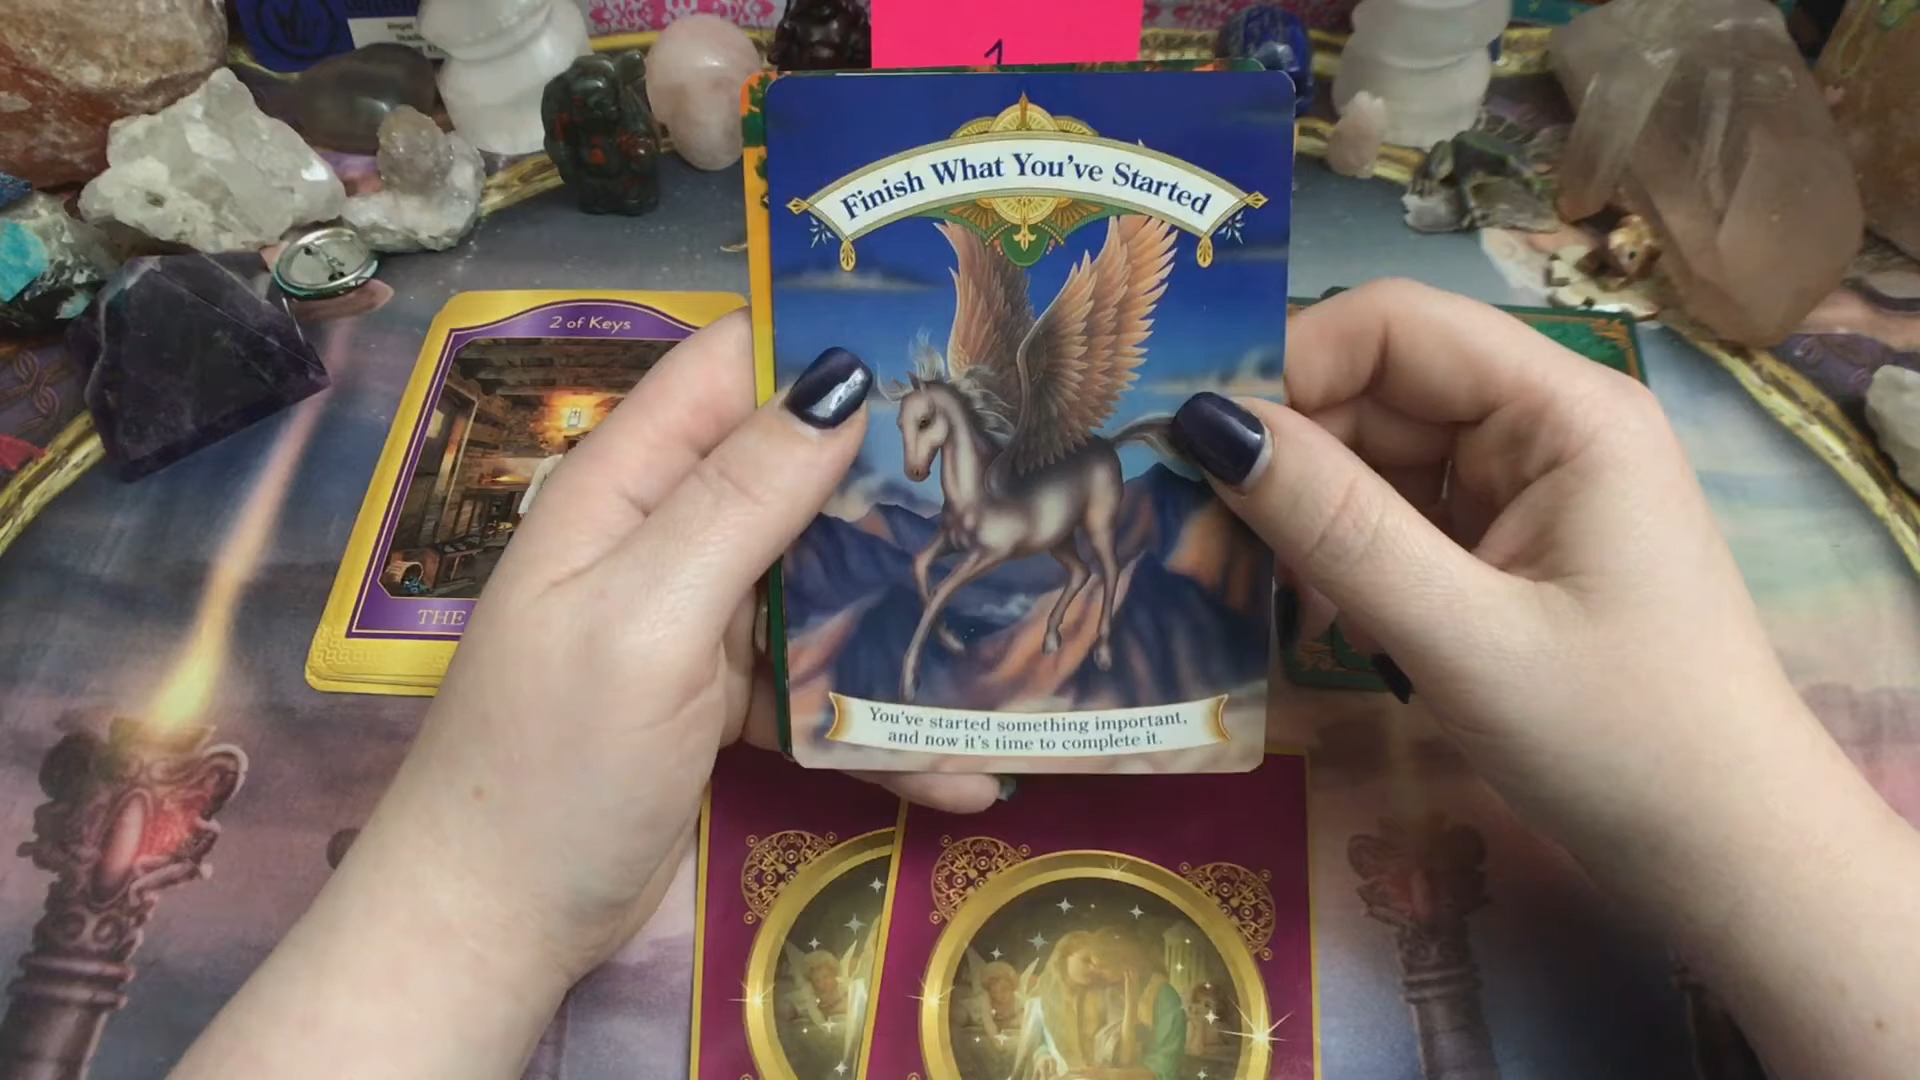 1
Finish What You've Started
2 of Keys
THE
You've started something important,
and now it's time to complete it.